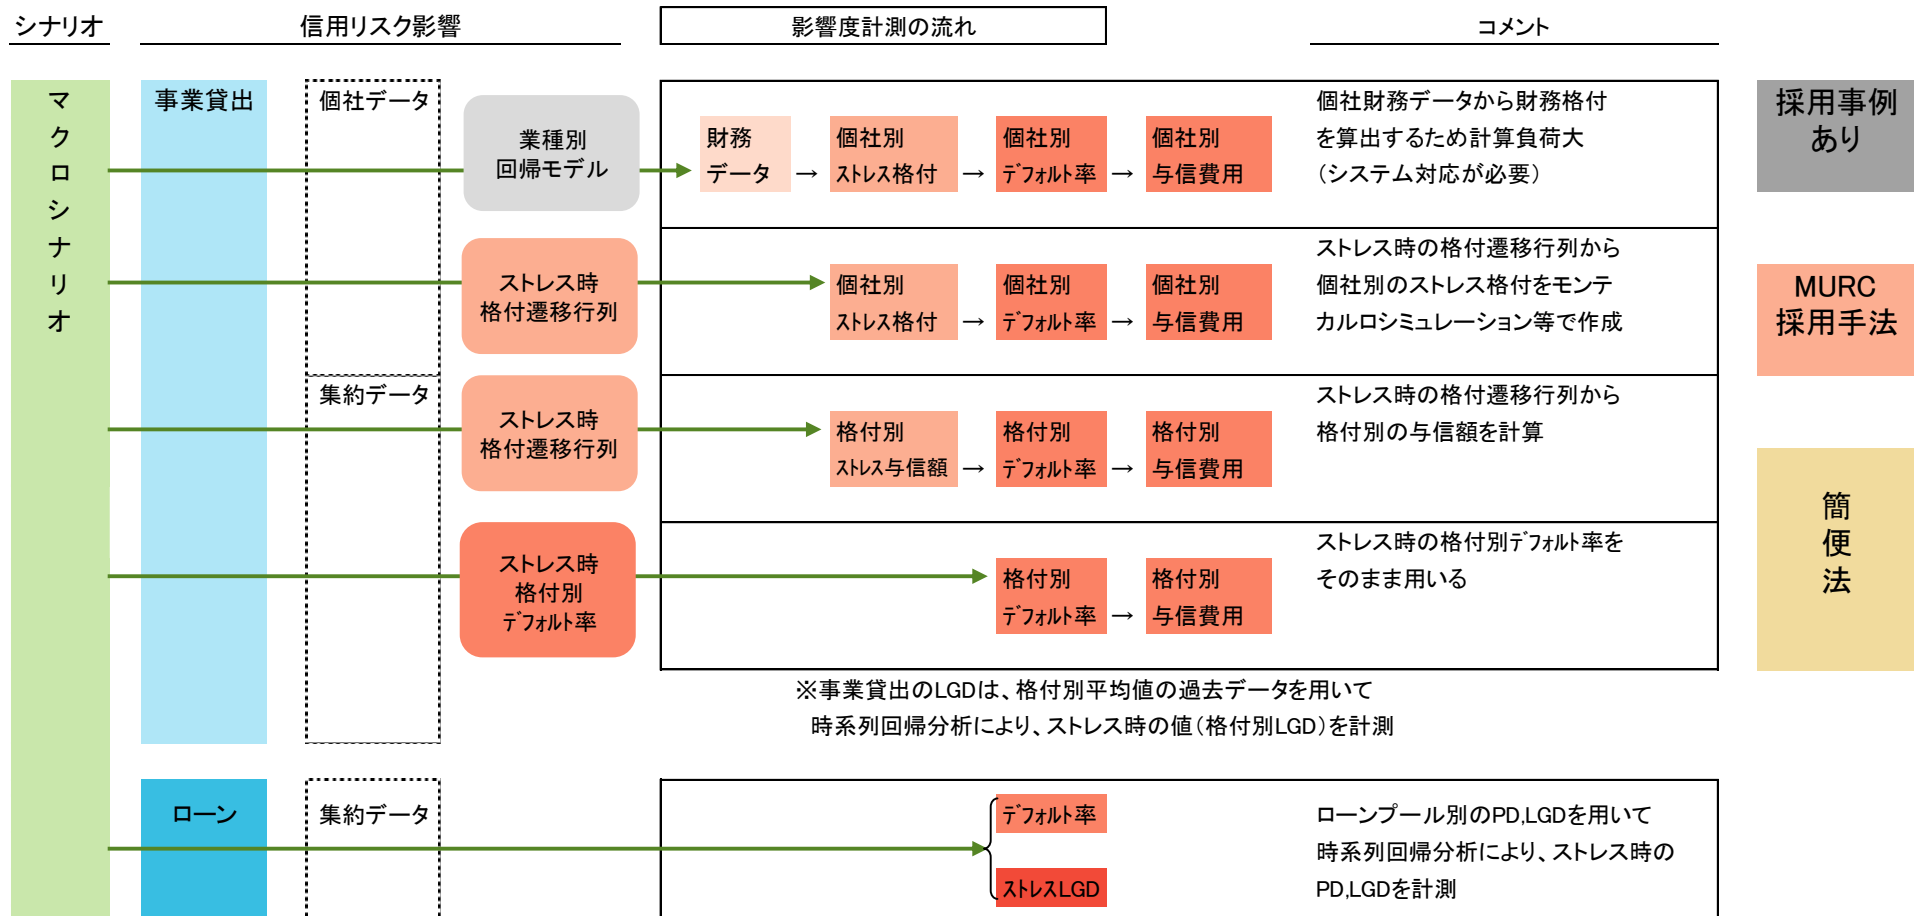 シナリオ
信用リスク影響
影響度計測の流れ
コメント
マクロシナリオ
事業貸出
個社データ
業種別
回帰モデル
財務
データ
→
個社別
ストレス格付
→
個社別
デフォルト率
→
個社別
与信費用
個社財務データから財務格付
を算出するため計算負荷大
（システム対応が必要）
採用事例
あり
ストレス時
格付遷移行列
個社別
ストレス格付
→
個社別
デフォルト率
→
個社別
与信費用
ストレス時の格付遷移行列から
個社別のストレス格付をモンテ
カルロシミュレーション等で作成
MURC
採用手法
集約データ
ストレス時
格付遷移行列
格付別
ストレス与信額
→
格付別
デフォルト率
→
格付別
与信費用
ストレス時の格付遷移行列から
格付別の与信額を計算
簡便法
ストレス時
格付別
デフォルト率
格付別
デフォルト率
→
格付別
与信費用
ストレス時の格付別デフォルト率を
そのまま用いる
※事業貸出のLGDは、格付別平均値の過去データを用いて
時系列回帰分析により、ストレス時の値（格付別LGD）を計測
ローン
集約データ
デフォルト率
ストレスLGD
ローンプール別のPD,LGDを用いて
時系列回帰分析により、ストレス時の
PD,LGDを計測